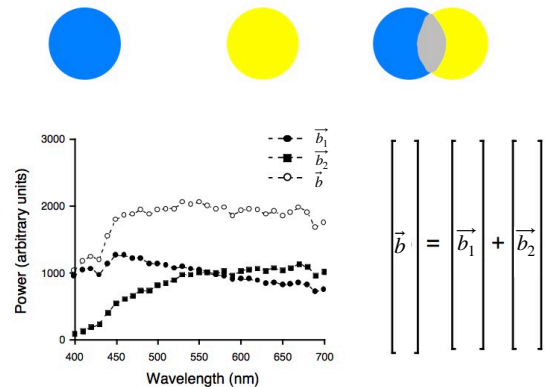 3000
2000
1000
0
400
450
500
550
600
650
700
Power (arbitrary units)
Wavelength (nm)
b₁
b₂
b
b = b₁ + b₂